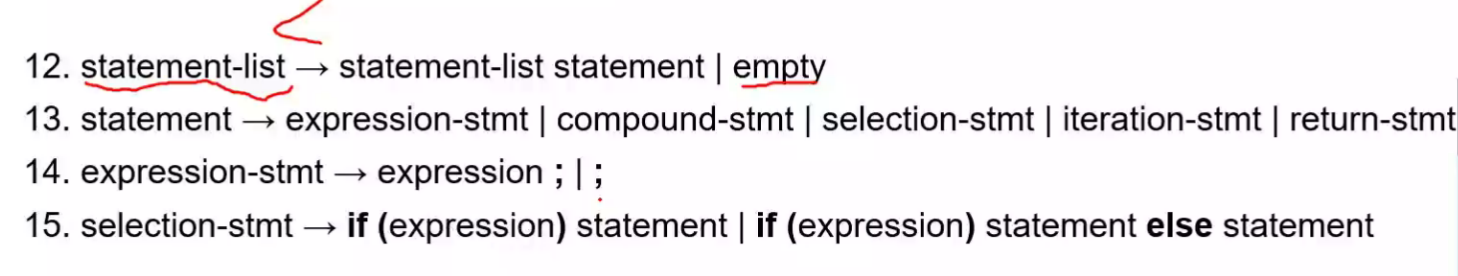 12. statement-list → statement-list statement | empty
13. statement → expression-stmt | compound-stmt | selection-stmt | iteration-stmt | return-stmt
14. expression-stmt → expression ; | ;
15. selection-stmt → if (expression) statement | if (expression) statement else statement